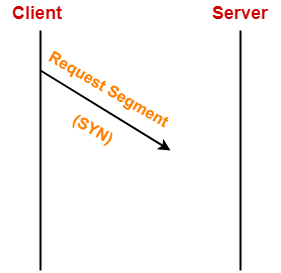 Client
Server
Request Segment
(SYN)